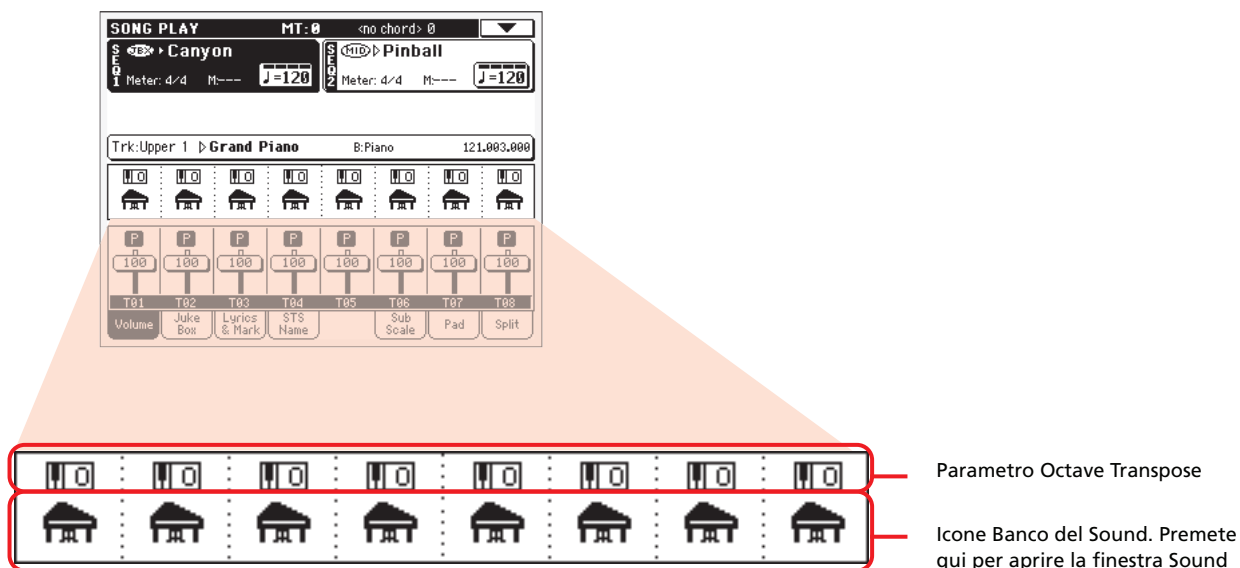 SONG PLAY MT:0 <no chord> 0
SEQ1 JBX Canyon
Meter: 4/4 M:--- ♩=120
SEQ2 MID Pinball
Meter: 4/4 M:--- ♩=120
Trk:Upper 1 Grand Piano B:Piano 121.003.000
0 0 0 0 0 0 0 0
P P P P P P P P
100 100 100 100 100 100 100 100
T01 T02 T03 T04 T05 T06 T07 T08
Volume Juke Box Lyrics & Mark STS Name Sub Scale Pad Split
0 0 0 0 0 0 0 0
Parametro Octave Transpose
Icone Banco del Sound. Premete
qui per aprire la finestra Sound